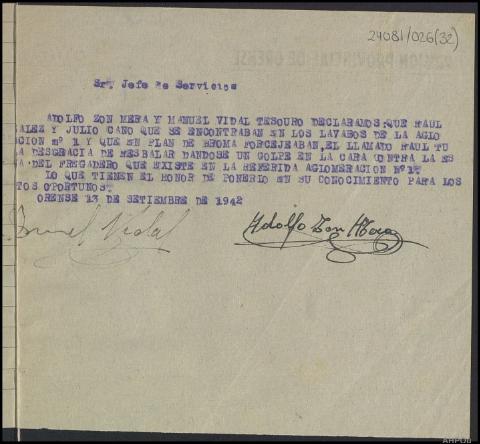 24081/026(32)
Sr. Jefe de Servicios
ADOLFO ZON MERA Y MANUEL VIDAL TESOURO DECLARAMOS; QUE RAUL
ALEZ Y JULIO CANO QUE SE ENCONTRABAN EN LOS LAVABOS DE LA AGLO
ACION nº 1 Y QUE EN PLAN DE BROMA FORCEJEABAN, EL LLAMADO RAUL TU
LA DESGRACIA DE RESBALAR DANDOSE UN GOLPE EN LA CARA CONTRA LA ES
A DEL FREGADERO QUE EXISTE EN LA REFERIDA AGLOMERACION Nº 1
LO QUE TIENEN EL HONOR DE PONERLO EN SU CONOCIMIENTO PARA LOS
TOS OPORTUNOS.
ORENSE 13 DE SETIEMBRE DE 1942
Manuel Vidal
Adolfo Zon Mera
AHPOU